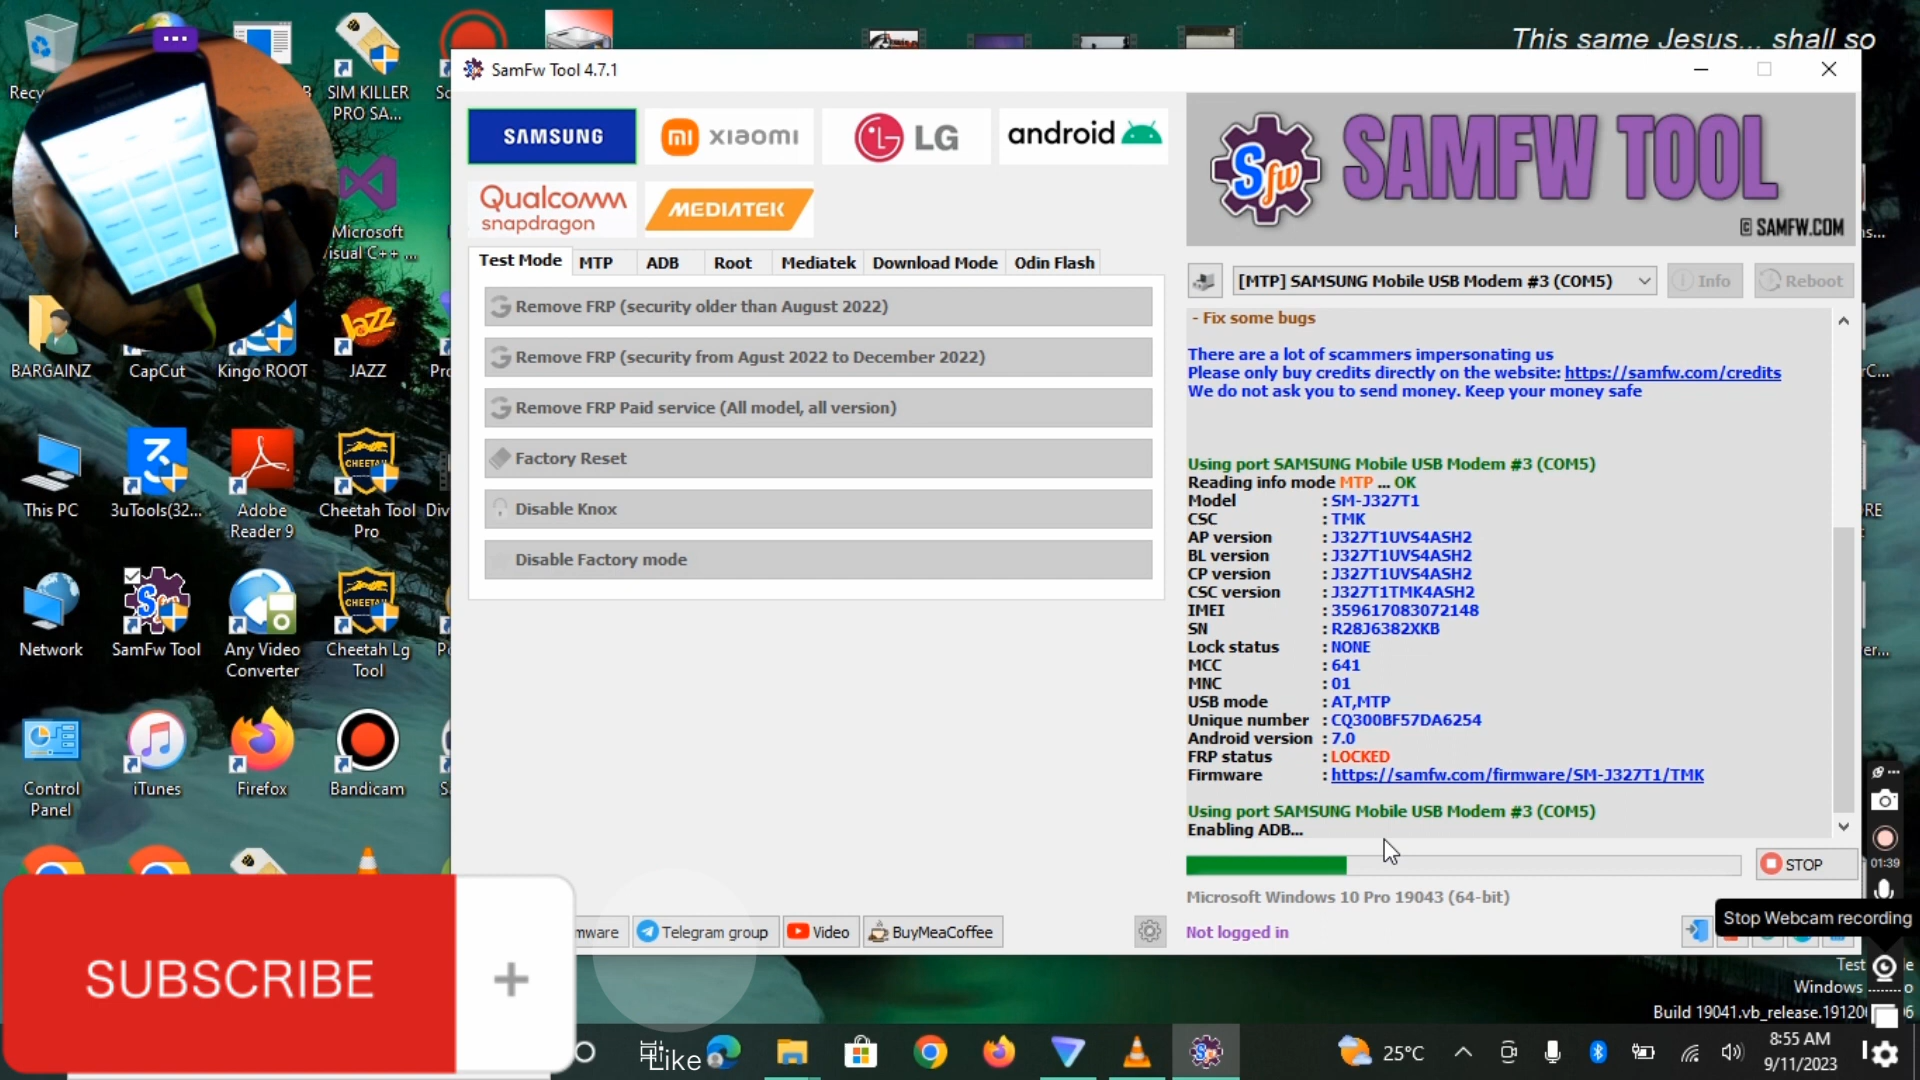 This same Jesus... shall so
SamFw Tool 4.7.1
SIM KILLER
PRO SA...
SAMSUNG
xiaomi
LG
android
Qualcomm
snapdragon
MEDIATEK
SAMFW TOOL
© SAMFW.COM
Microsoft
isual C++ ...
Test Mode
MTP
ADB
Root
Mediatek
Download Mode
Odin Flash
[MTP] SAMSUNG Mobile USB Modem #3 (COM5)
Info
Reboot
Remove FRP (security older than August 2022)
Remove FRP (security from Agust 2022 to December 2022)
Remove FRP Paid service (All model, all version)
Factory Reset
Disable Knox
Disable Factory mode
- Fix some bugs
There are a lot of scammers impersonating us
Please only buy credits directly on the website: https://samfw.com/credits
We do not ask you to send money. Keep your money safe
Using port SAMSUNG Mobile USB Modem #3 (COM5)
Reading info mode MTP ... OK
Model : SM-J327T1
CSC : TMK
AP version : J327T1UVS4ASH2
BL version : J327T1UVS4ASH2
CP version : J327T1UVS4ASH2
CSC version : J327T1TMK4ASH2
IMEI : 359617083072148
SN : R28J6382XKB
Lock status : NONE
MCC : 641
MNC : 01
USB mode : AT,MTP
Unique number : CQ300BF57DA6254
Android version : 7.0
FRP status : LOCKED
Firmware : https://samfw.com/firmware/SM-J327T1/TMK
Using port SAMSUNG Mobile USB Modem #3 (COM5)
Enabling ADB...
STOP
Microsoft Windows 10 Pro 19043 (64-bit)
Not logged in
mware
Telegram group
Video
BuyMeaCoffee
BARGAINZ
CapCut
Kingo ROOT
JAZZ
This PC
3uTools(32...
Adobe
Reader 9
Cheetah Tool
Pro
Network
SamFw Tool
Any Video
Converter
Cheetah Lg
Tool
Control
Panel
iTunes
Firefox
Bandicam
01:39
Stop Webcam recording
Test
Windows
Build 19041.vb_release.19120
SUBSCRIBE
+
Like
25°C
8:55 AM
9/11/2023